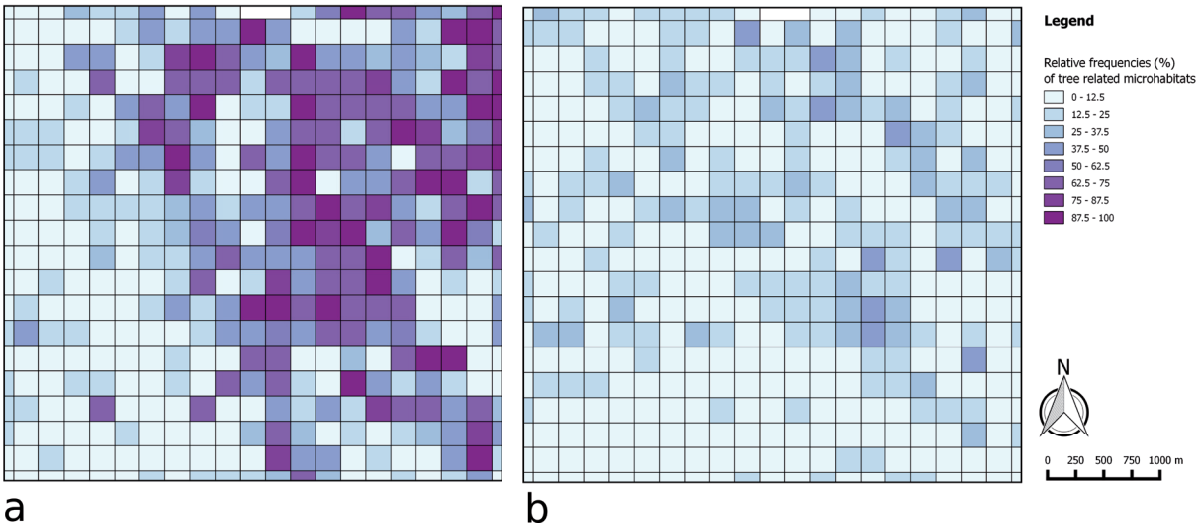 Legend
Relative frequencies (%)
of tree related microhabitats
0 - 12.5
12.5 - 25
25 - 37.5
37.5 - 50
50 - 62.5
62.5 - 75
75 - 87.5
87.5 - 100
N
0 250 500 750 1000 m
a
b